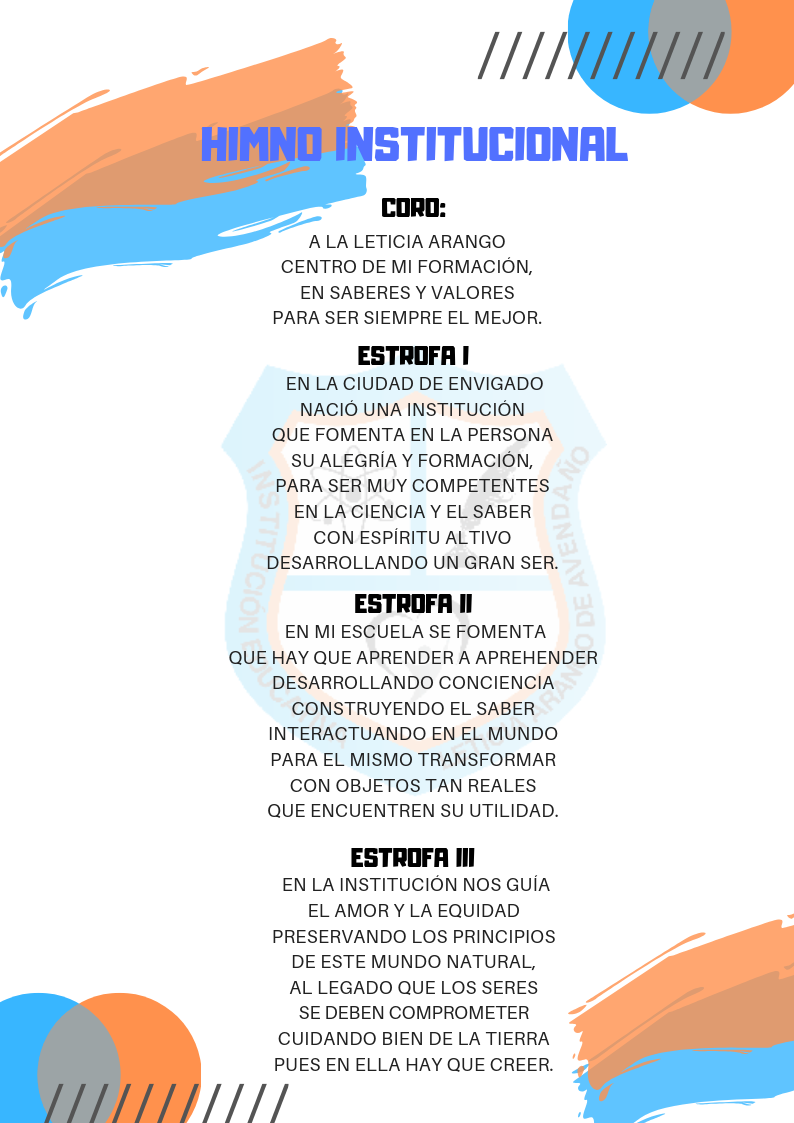 HIMNO INSTITUCIONAL
CORO:
A LA LETICIA ARANGO
CENTRO DE MI FORMACIÓN,
EN SABERES Y VALORES
PARA SER SIEMPRE EL MEJOR.
ESTROFA I
EN LA CIUDAD DE ENVIGADO
NACIÓ UNA INSTITUCIÓN
QUE FOMENTA EN LA PERSONA
SU ALEGRÍA Y FORMACIÓN,
PARA SER MUY COMPETENTES
EN LA CIENCIA Y EL SABER
CON ESPÍRITU ALTIVO
DESARROLLANDO UN GRAN SER.
ESTROFA II
EN MI ESCUELA SE FOMENTA
QUE HAY QUE APRENDER A APREHENDER
DESARROLLANDO CONCIENCIA
CONSTRUYENDO EL SABER
INTERACTUANDO EN EL MUNDO
PARA EL MISMO TRANSFORMAR
CON OBJETOS TAN REALES
QUE ENCUENTREN SU UTILIDAD.
ESTROFA III
EN LA INSTITUCIÓN NOS GUÍA
EL AMOR Y LA EQUIDAD
PRESERVANDO LOS PRINCIPIOS
DE ESTE MUNDO NATURAL,
AL LEGADO QUE LOS SERES
SE DEBEN COMPROMETER
CUIDANDO BIEN DE LA TIERRA
PUES EN ELLA HAY QUE CREER.
INSTITUCIÓN EDUCATIVA
LETICIA ARANGO DE AVENDAÑO